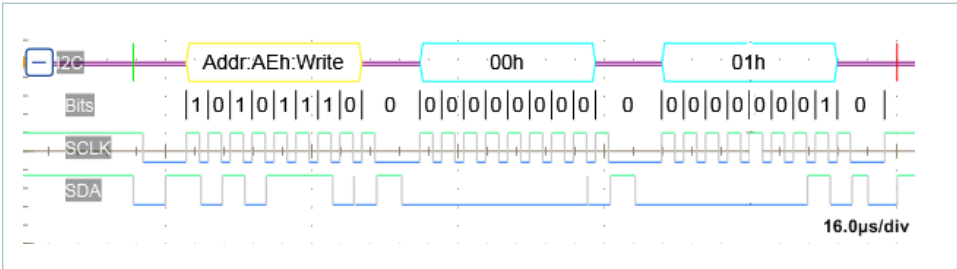 I2C Addr:AEh:Write 00h 01h
Bits 1 0 1 0 1 1 1 0 0 0 0 0 0 0 0 0 0 0 0 0 0 0 0 0 0 1 0
SCLK
SDA
16.0µs/div